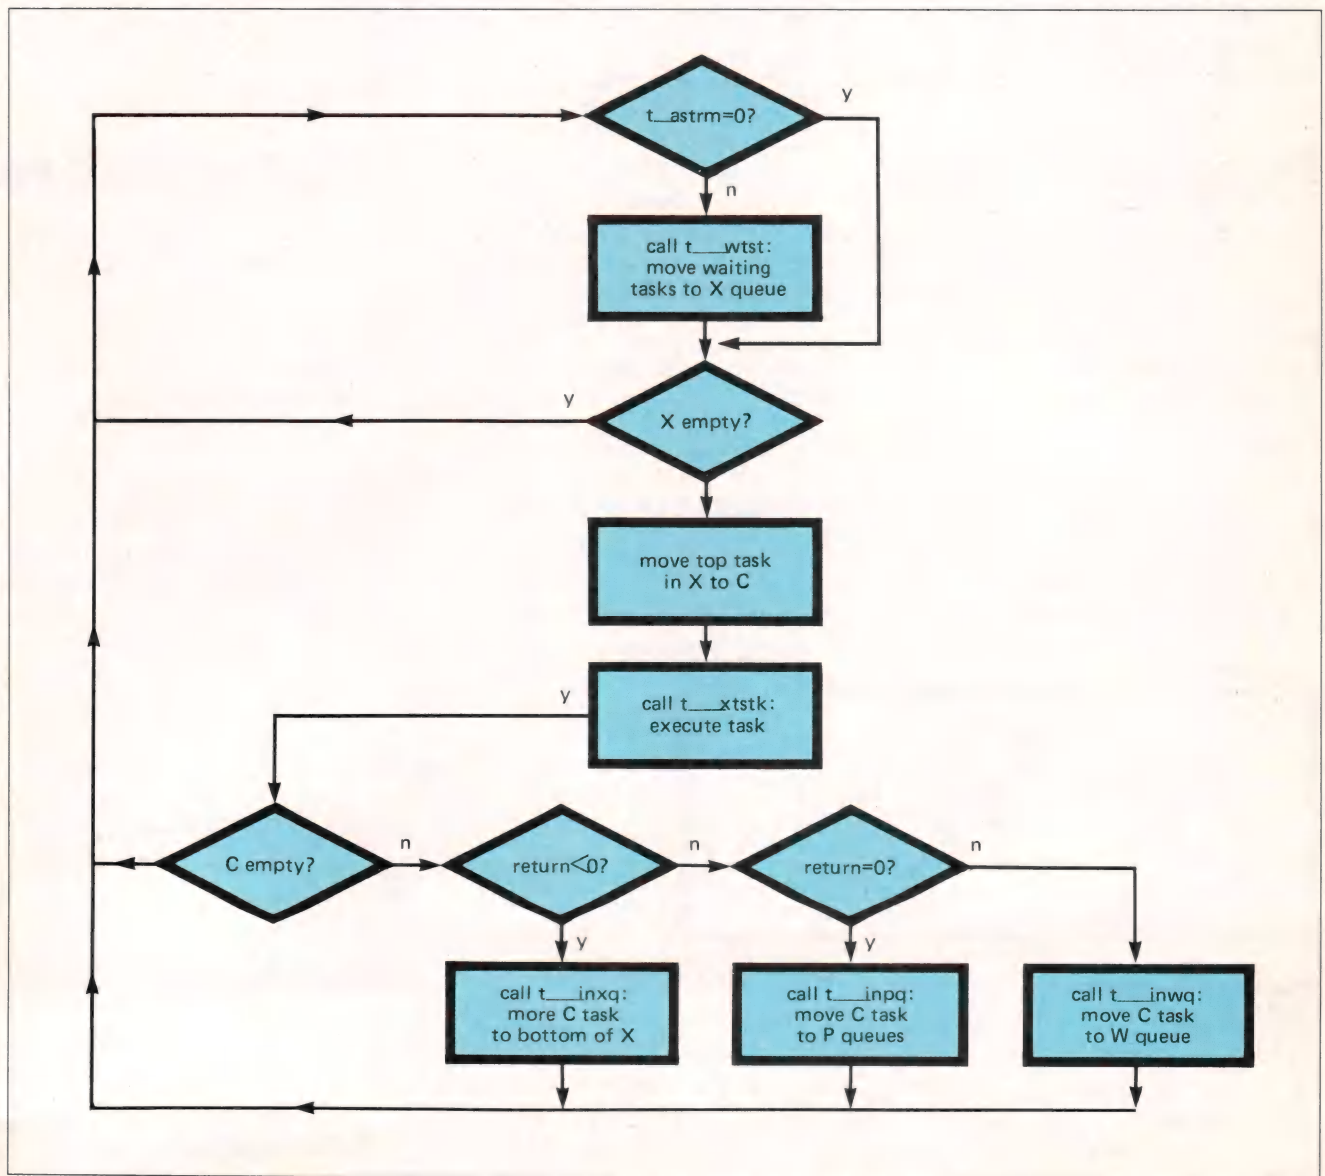 t__astrm=0?
y
n
call t___wtst:
move waiting
tasks to X queue
y
X empty?
move top task
in X to C
y
call t___xtstk:
execute task
C empty?
n
return<0?
n
return=0?
n
y
y
call t___inxq:
more C task
to bottom of X
call t___inpq:
move C task
to P queues
call t___inwq:
move C task
to W queue